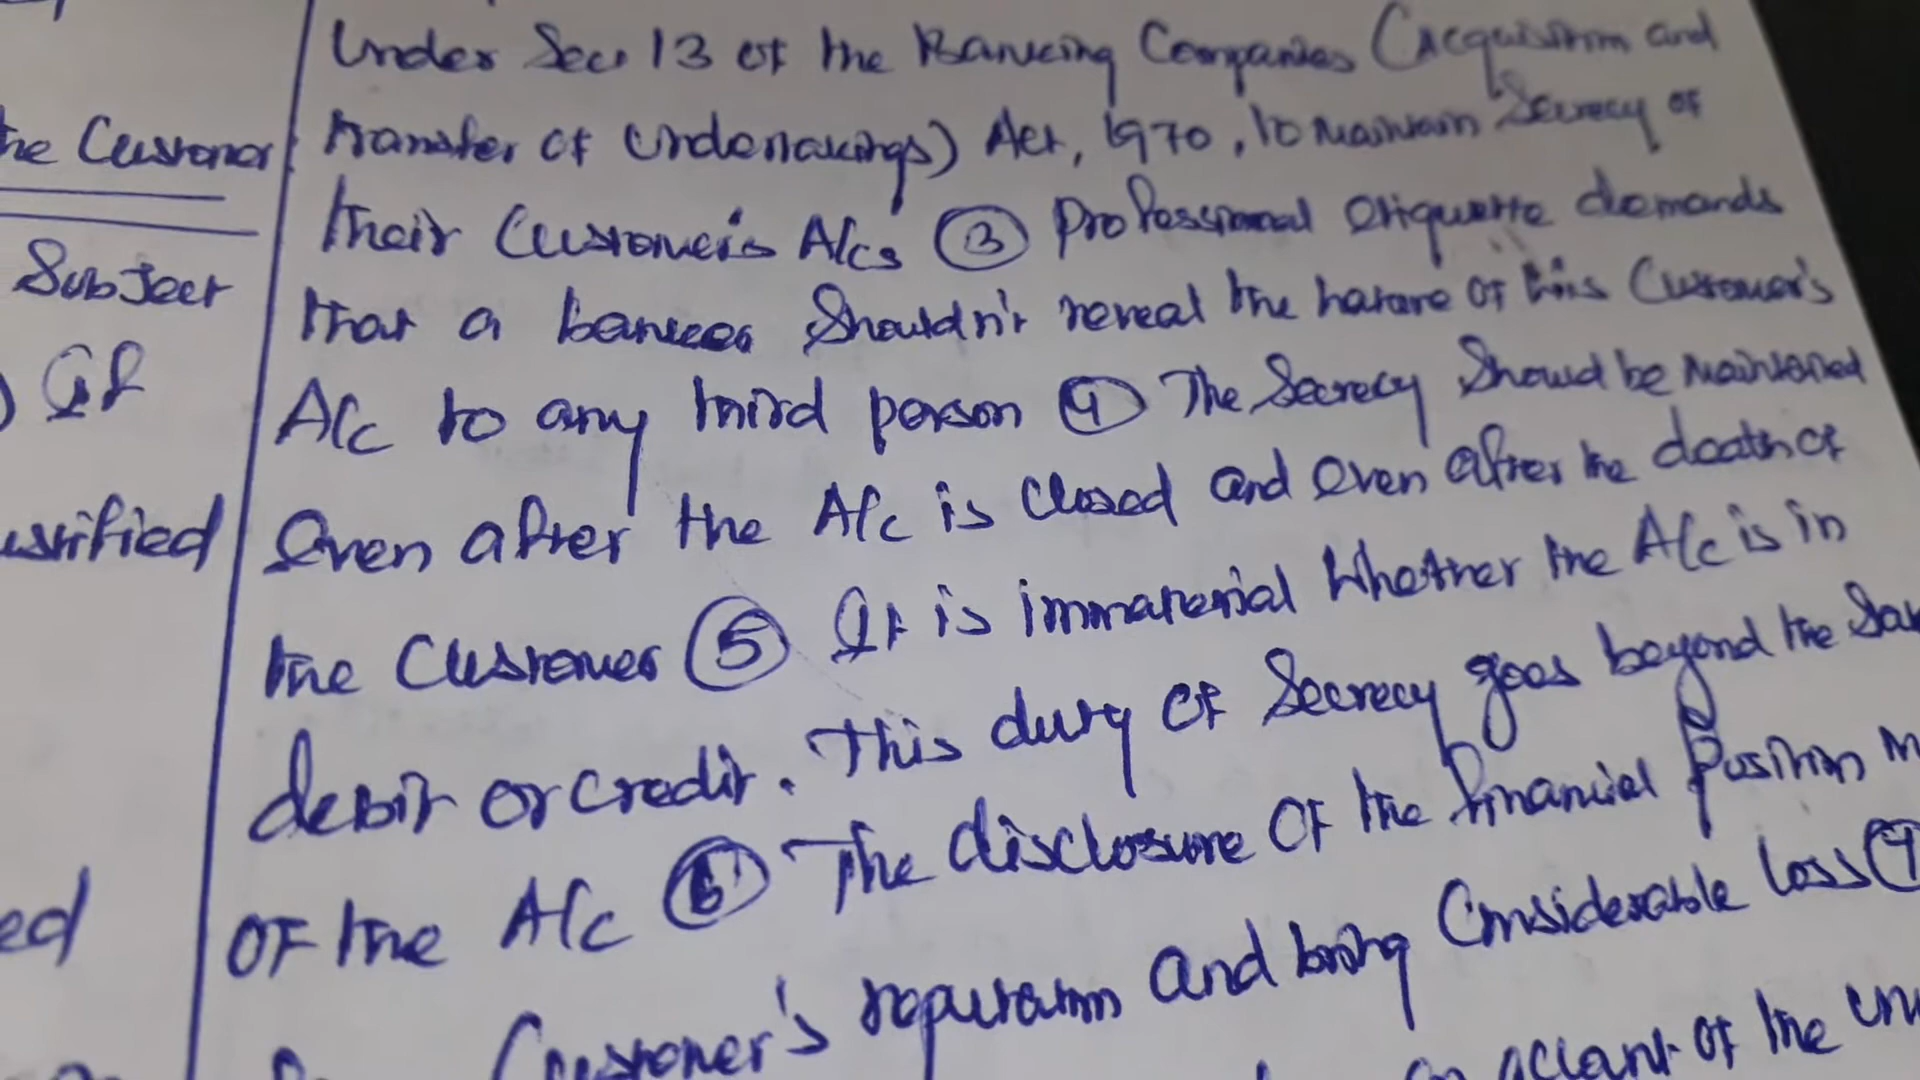 Under Sec 13 of the Banking Companies (Acquisition and
the Customer transfer of Undertakings) Act, 1970, to maintain Secrecy of
their Customer's A/cs ③ Professional etiquette demands
Subject that a banker Shouldn't reveal the nature of his Customer's
A/c to any third person ④ The Secrecy Should be maintained
Even after the A/c is Closed and even after the death of
the Customer ⑤ It is immaterial Whether the A/c is in
debit or credit. This duty of Secrecy goes beyond the
of the A/c ⑥ The disclosure of the financial position
Customer's reputation and bring Considerable loss
account of the